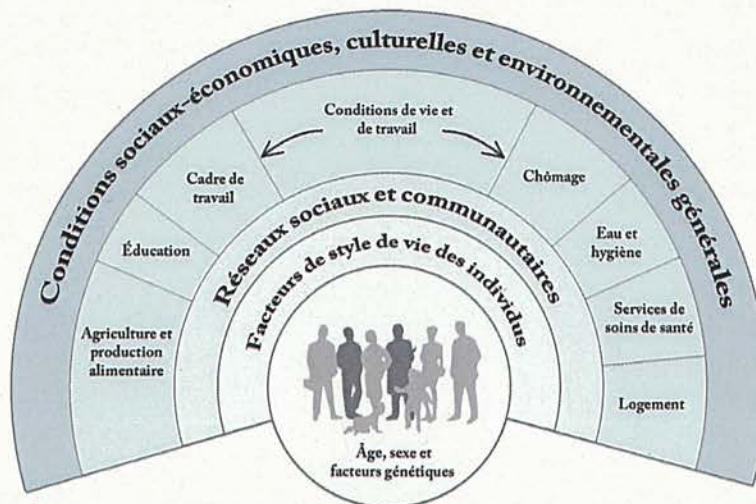 Conditions sociaux-économiques, culturelles et environnementales générales
Conditions de vie et
de travail
Cadre de
travail
Chômage
Éducation
Eau et
hygiène
Agriculture et
production
alimentaire
Services de
soins de santé
Logement
Réseaux sociaux et communautaires
Facteurs de style de vie des individus
Âge, sexe et
facteurs génétiques